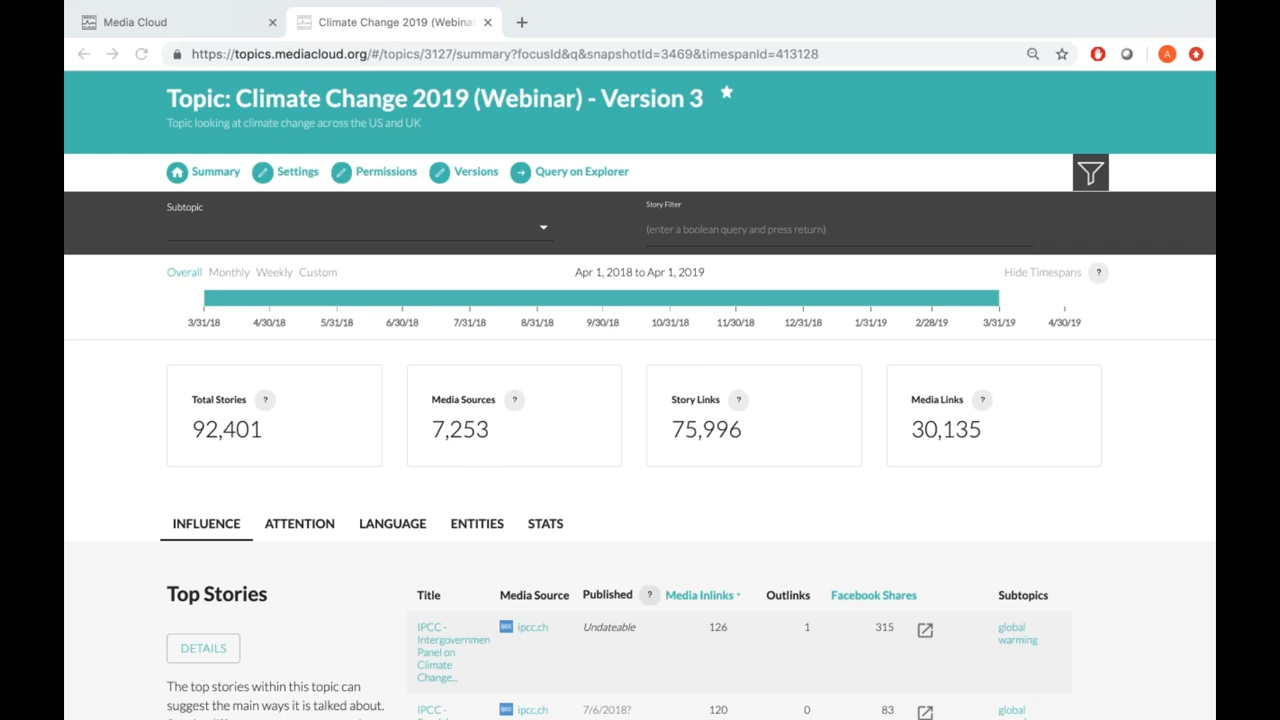 Media Cloud
Climate Change 2019 (Webinar
https://topics.mediacloud.org/#/topics/3127/summary?focusId&q&snapshotId=3469&timespanId=413128
A
Topic: Climate Change 2019 (Webinar) - Version 3
Topic looking at climate change across the US and UK
Summary Settings Permissions Versions Query on Explorer
Subtopic
Story Filter
(enter a boolean query and press return)
Overall Monthly Weekly Custom
Apr 1, 2018 to Apr 1, 2019
Hide Timespans ?
3/31/18 4/30/18 5/31/18 6/30/18 7/31/18 8/31/18 9/30/18 10/31/18 11/30/18 12/31/18 1/31/19 2/28/19 3/31/19 4/30/19
Total Stories ?
92,401
Media Sources ?
7,253
Story Links ?
75,996
Media Links ?
30,135
INFLUENCE ATTENTION LANGUAGE ENTITIES STATS
Top Stories
DETAILS
The top stories within this topic can
suggest the main ways it is talked about.
Title Media Source Published ? Media Inlinks Outlinks Facebook Shares Subtopics
IPCC - ipcc.ch Undateable 126 1 315 global
Intergovernmen warming
Panel on
Climate
Change...
IPCC - ipcc.ch 7/6/2018? 120 0 83 global